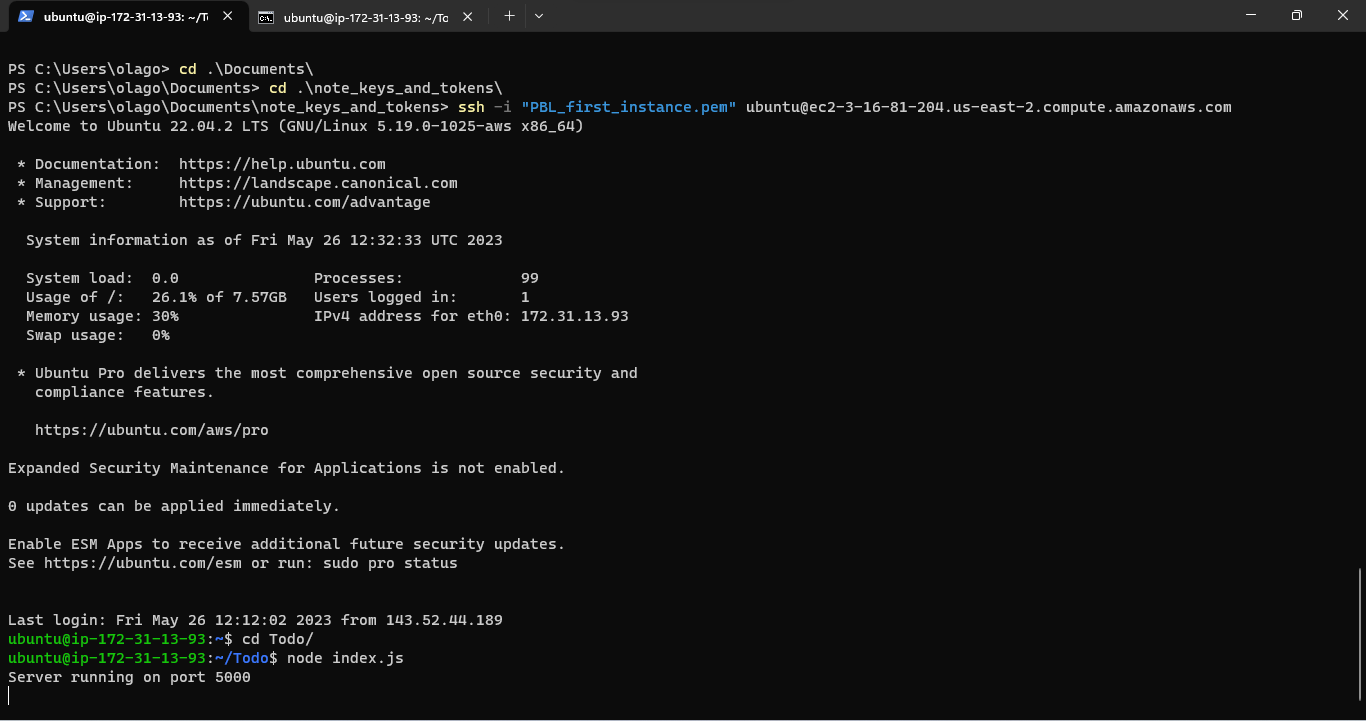 ubuntu@ip-172-31-13-93: ~/T
ubuntu@ip-172-31-13-93: ~/To
PS C:\Users\olago> cd .\Documents\
PS C:\Users\olago\Documents> cd .\note_keys_and_tokens\
PS C:\Users\olago\Documents\note_keys_and_tokens> ssh -i "PBL_first_instance.pem" ubuntu@ec2-3-16-81-204.us-east-2.compute.amazonaws.com
Welcome to Ubuntu 22.04.2 LTS (GNU/Linux 5.19.0-1025-aws x86_64)
* Documentation:  https://help.ubuntu.com
* Management:     https://landscape.canonical.com
* Support:        https://ubuntu.com/advantage
System information as of Fri May 26 12:32:33 UTC 2023
System load:  0.0               Processes:             99
Usage of /:   26.1% of 7.57GB   Users logged in:       1
Memory usage: 30%               IPv4 address for eth0: 172.31.13.93
Swap usage:   0%
* Ubuntu Pro delivers the most comprehensive open source security and
compliance features.
https://ubuntu.com/aws/pro
Expanded Security Maintenance for Applications is not enabled.
0 updates can be applied immediately.
Enable ESM Apps to receive additional future security updates.
See https://ubuntu.com/esm or run: sudo pro status
Last login: Fri May 26 12:12:02 2023 from 143.52.44.189
ubuntu@ip-172-31-13-93:~$ cd Todo/
ubuntu@ip-172-31-13-93:~/Todo$ node index.js
Server running on port 5000